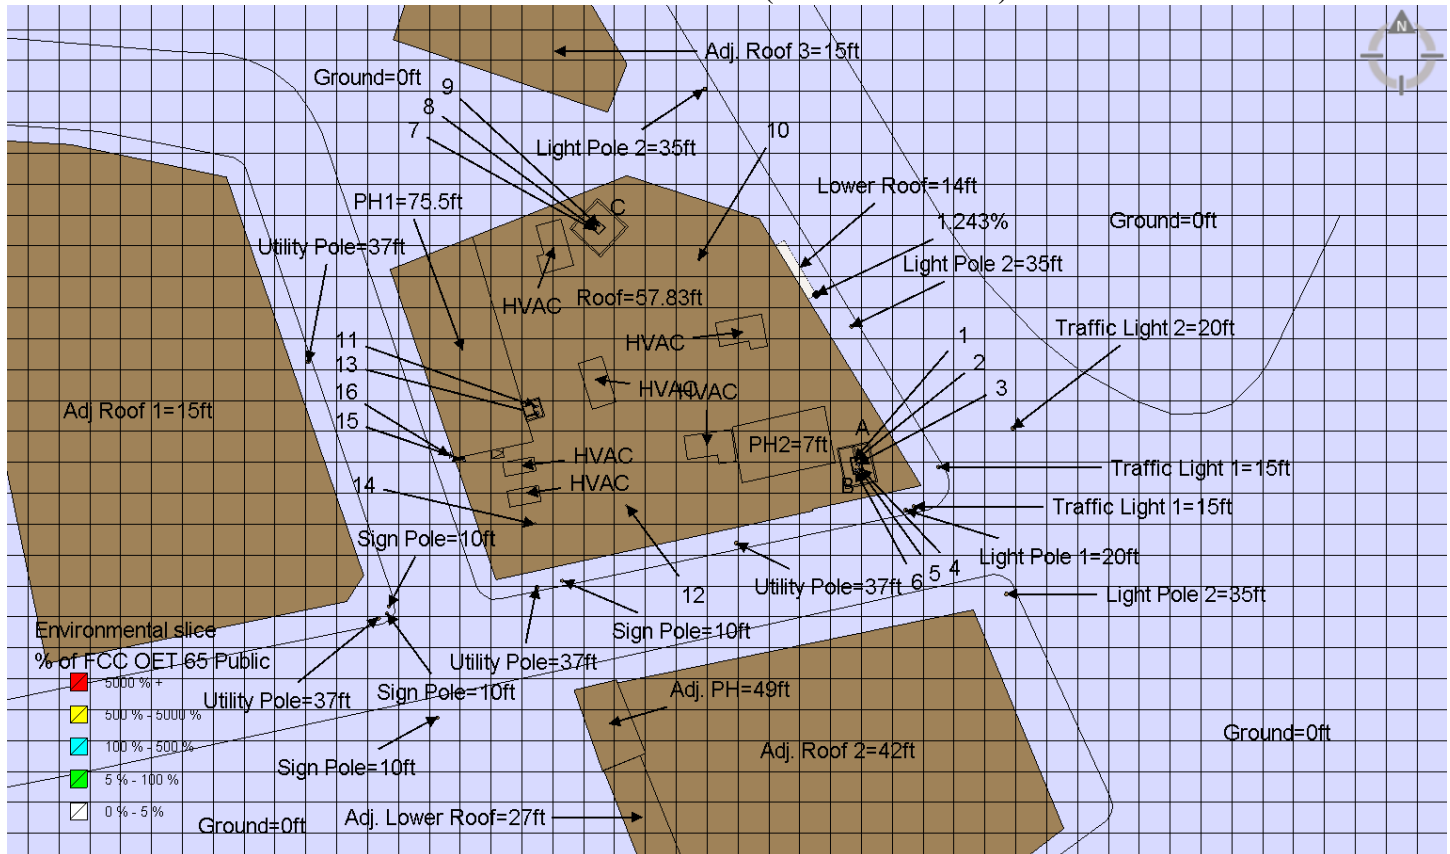 N
Adj. Roof 3=15ft
Ground=0ft
9
8
7
10
Light Pole 2=35ft
Lower Roof=14ft
PH1=75.5ft
C
1.243%
Ground=0ft
Utility Pole=37ft
Light Pole 2=35ft
HVAC
Roof=57.83ft
Traffic Light 2=20ft
11
1
HVAC
13
2
16
HVAC
HVAC
3
Adj Roof 1=15ft
15
A
PH2=7ft
HVAC
Traffic Light 1=15ft
14
HVAC
B
Traffic Light 1=15ft
Sign Pole=10ft
Light Pole 1=20ft
6
5
4
Utility Pole=37ft
12
Light Pole 2=35ft
Environmental slice
Sign Pole=10ft
% of FCC OET 65 Public
Utility Pole=37ft
5000 % +
Utility Pole=37ft
Sign Pole=10ft
Adj. PH=49ft
500 % - 5000 %
Ground=0ft
100 % - 500 %
Adj. Roof 2=42ft
Sign Pole=10ft
5 % - 100 %
0 % - 5 %
Ground=0ft
Adj. Lower Roof=27ft